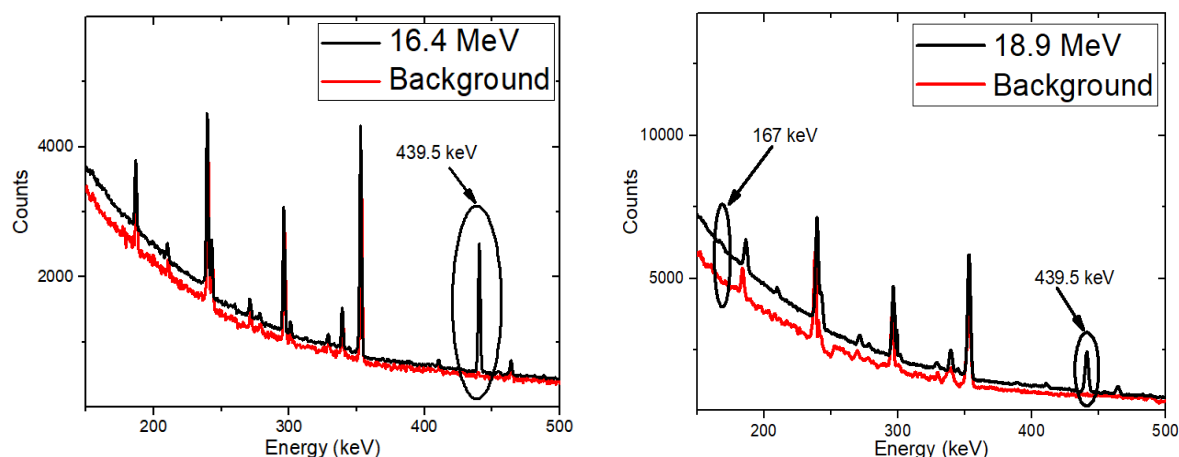 16.4 MeV
Background
439.5 keV
4000
2000
Counts
200
300
400
500
Energy (keV)
18.9 MeV
Background
167 keV
439.5 keV
10000
5000
Counts
200
300
400
500
Energy (keV)